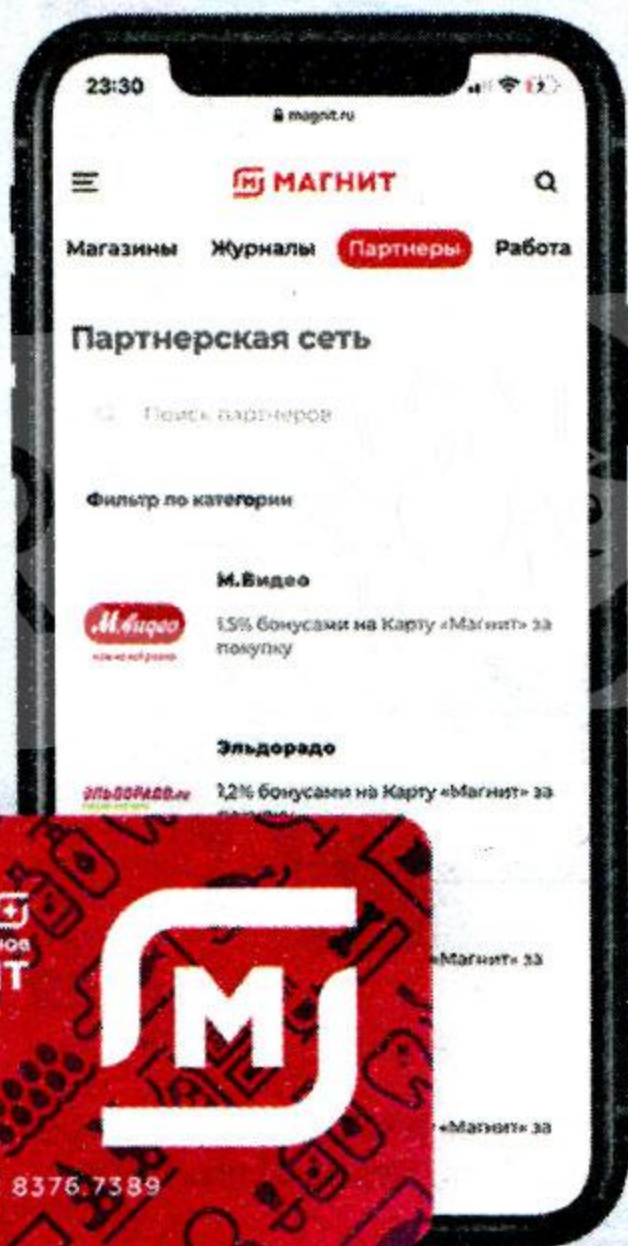 23:30
magnit.ru
М МАГНИТ
Магазины Журналы Партнеры Работа
Партнерская сеть
Поиск партнеров
Фильтр по категории
М.Видео
М.Видео
1,5% бонусами на Карту «Магнит» за
покупку
Эльдорадо
ЭЛЬДОРАДО.ru
1,2% бонусами на Карту «Магнит» за
«Магнит» за
«Магнит» за
М
8376 7389